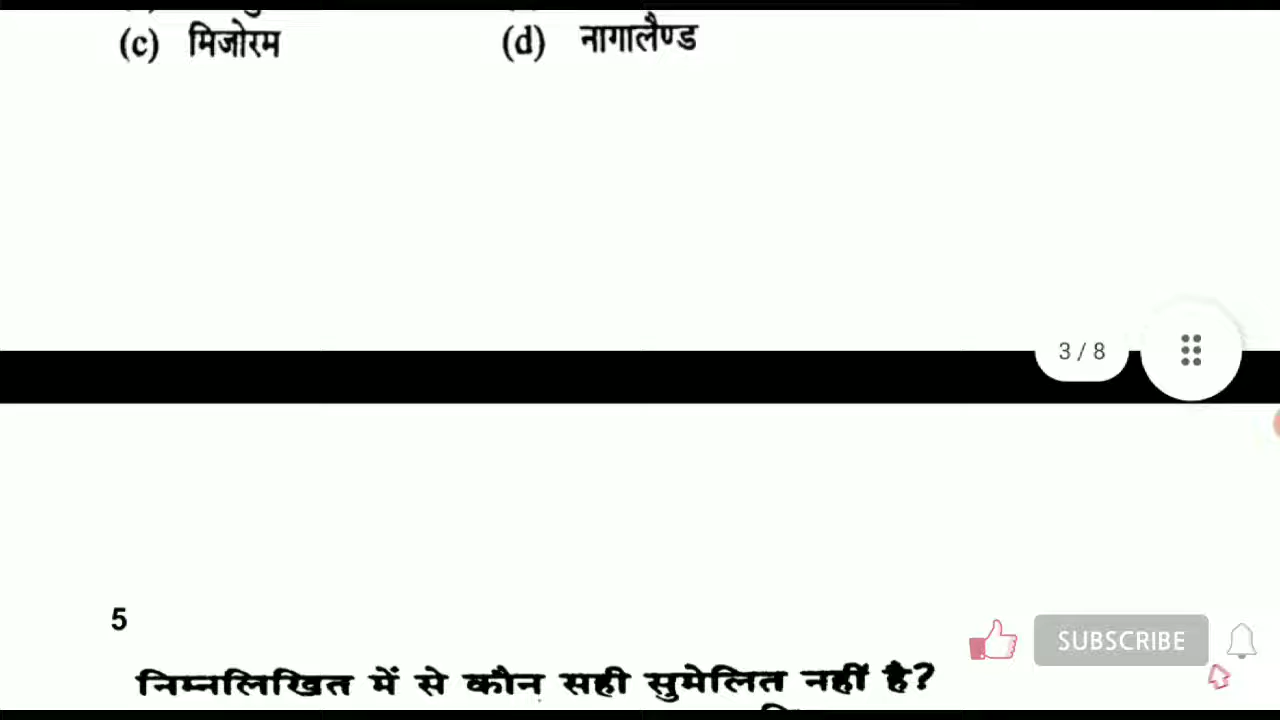 (c) मिजोरम (d) नागालैण्ड
3 / 8
5
SUBSCRIBE
निम्नलिखित में से कौन सही सुमेलित नहीं है?